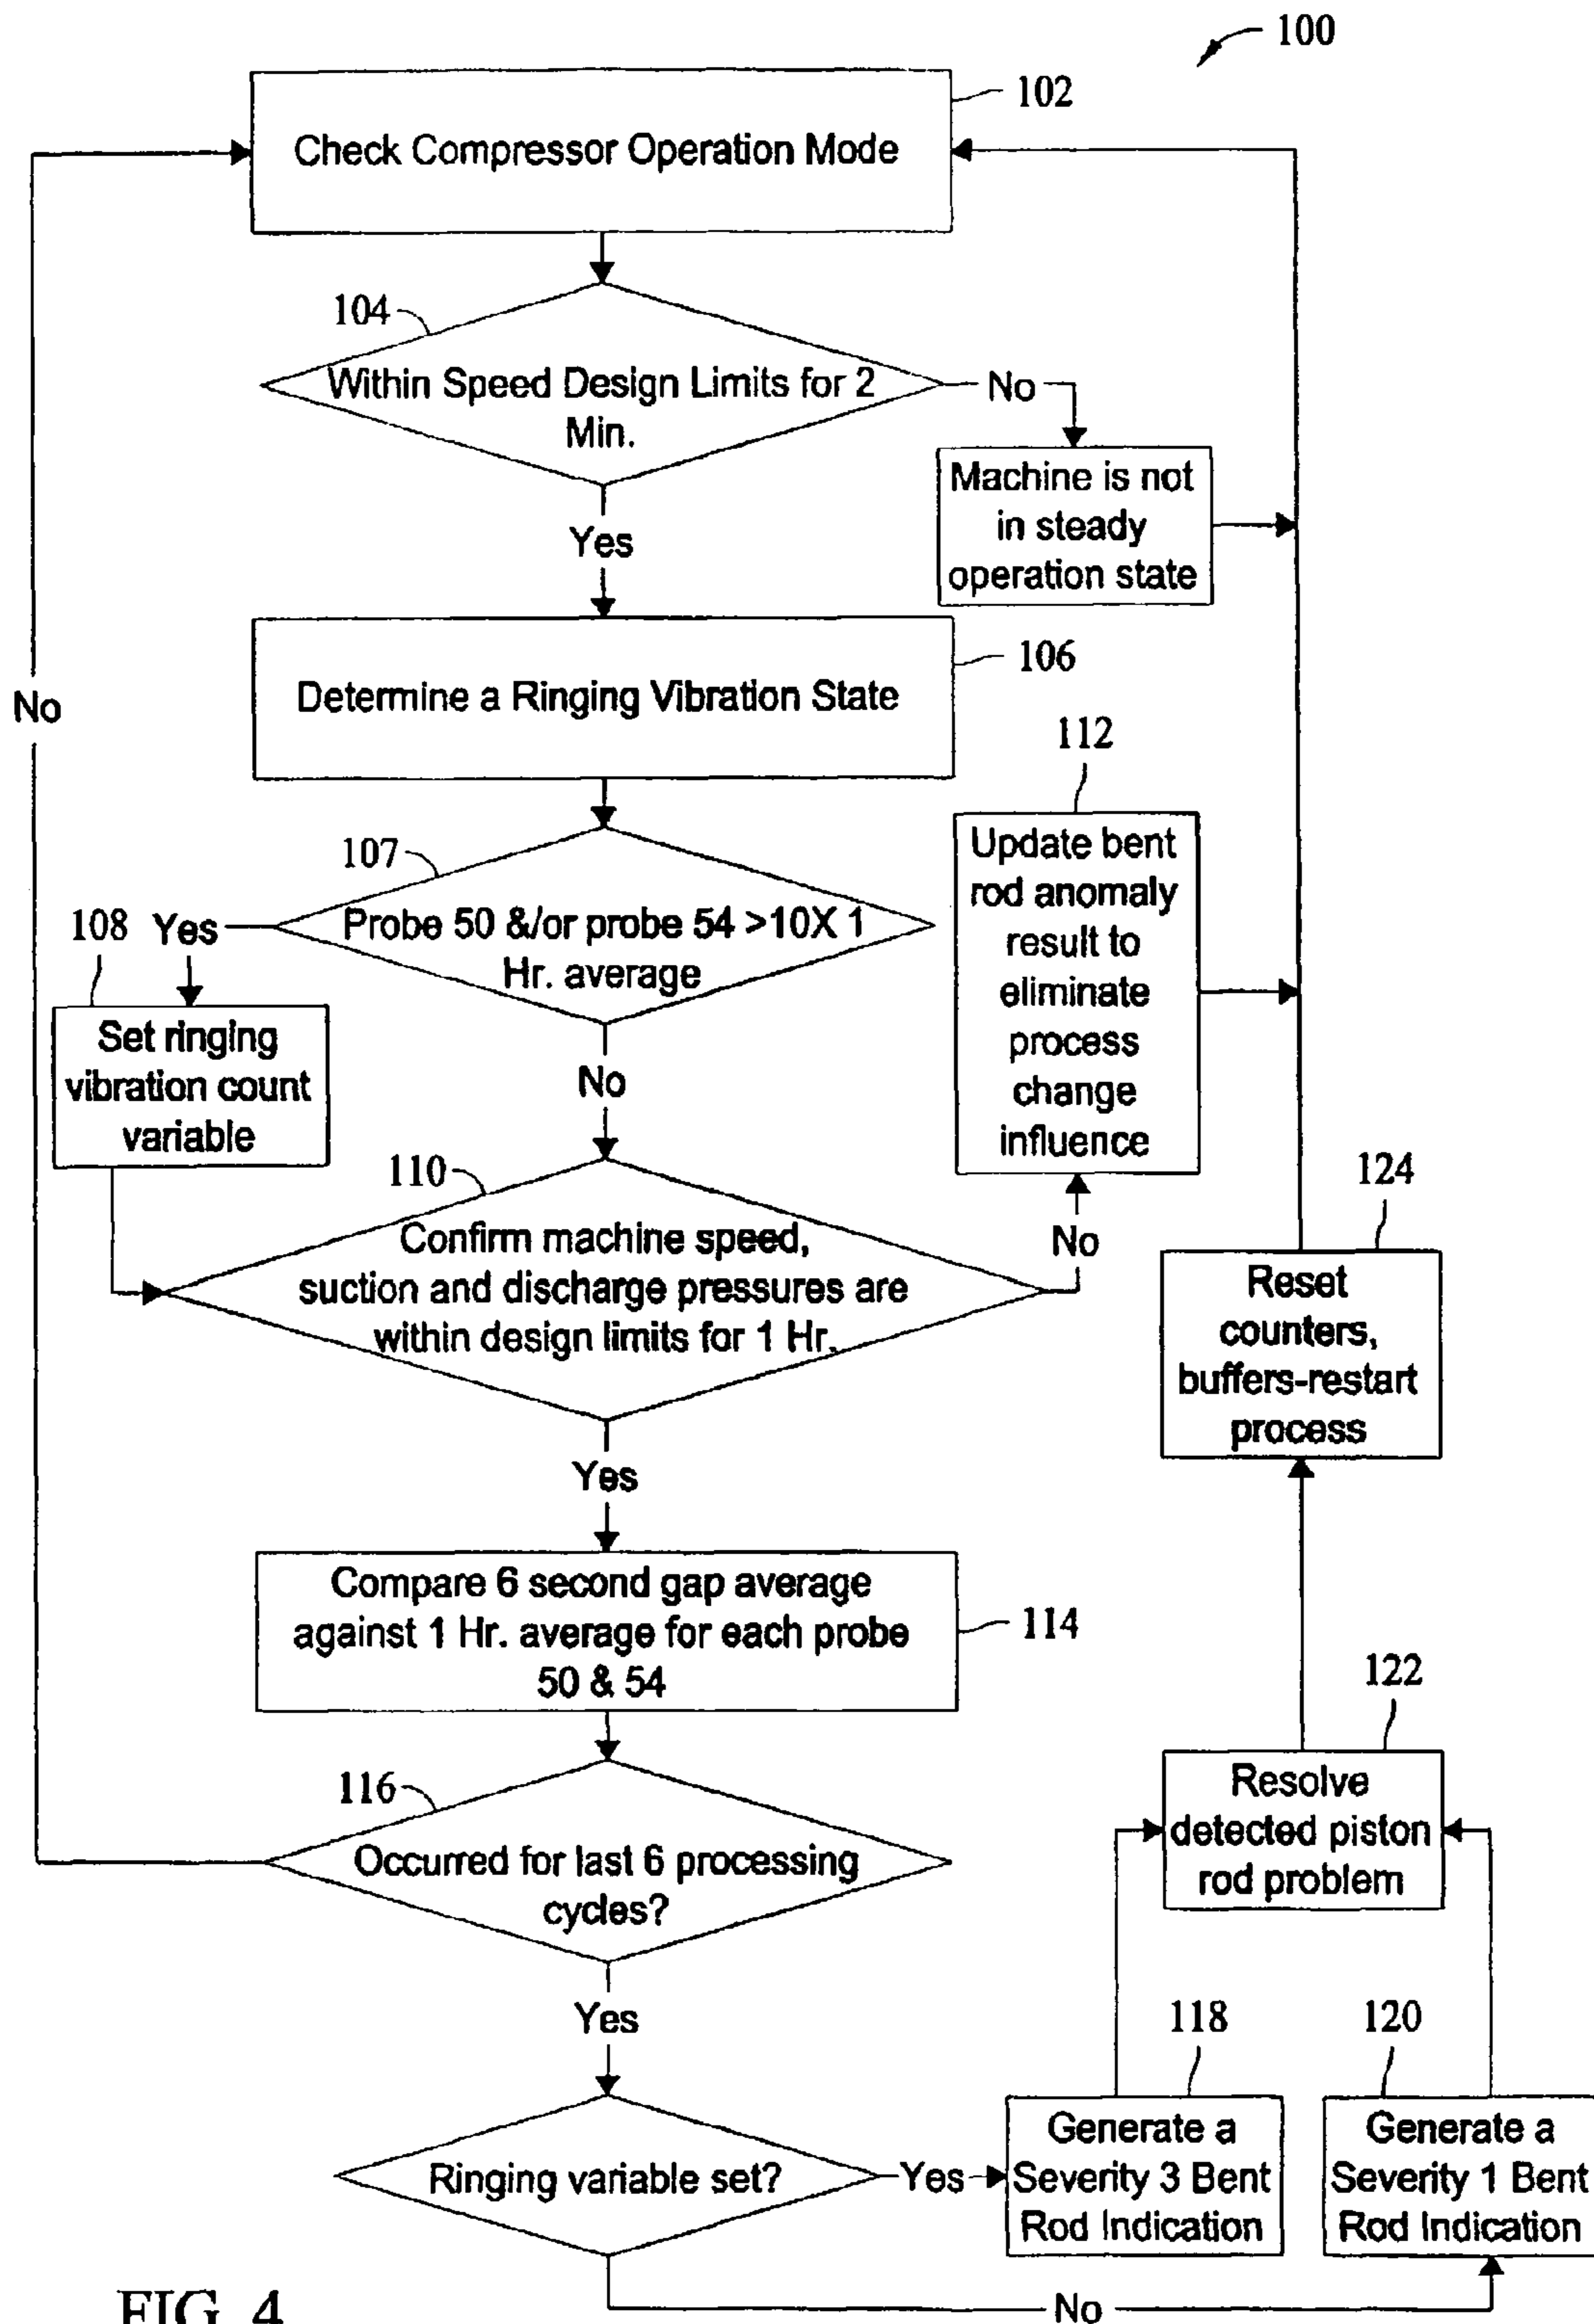 100
102
Check Compressor Operation Mode
104
Within Speed Design Limits for 2
Min.
No
Machine is not
in steady
operation state
Yes
106
Determine a Ringing Vibration State
No
112
Update bent
rod anomaly
result to
eliminate
process
change
influence
107
Probe 50 &/or probe 54 >10X 1
Hr. average
108
Yes
Set ringing
vibration count
variable
No
110
Confirm machine speed,
suction and discharge pressures are
within design limits for 1 Hr.
No
124
Reset
counters,
buffers-restart
process
Yes
Compare 6 second gap average
against 1 Hr. average for each probe
50 & 54
114
122
Resolve
detected piston
rod problem
116
Occurred for last 6 processing
cycles?
Yes
118
120
Ringing variable set?
Yes
Generate a
Severity 3 Bent
Rod Indication
Generate a
Severity 1 Bent
Rod Indication
No
FIG. 4